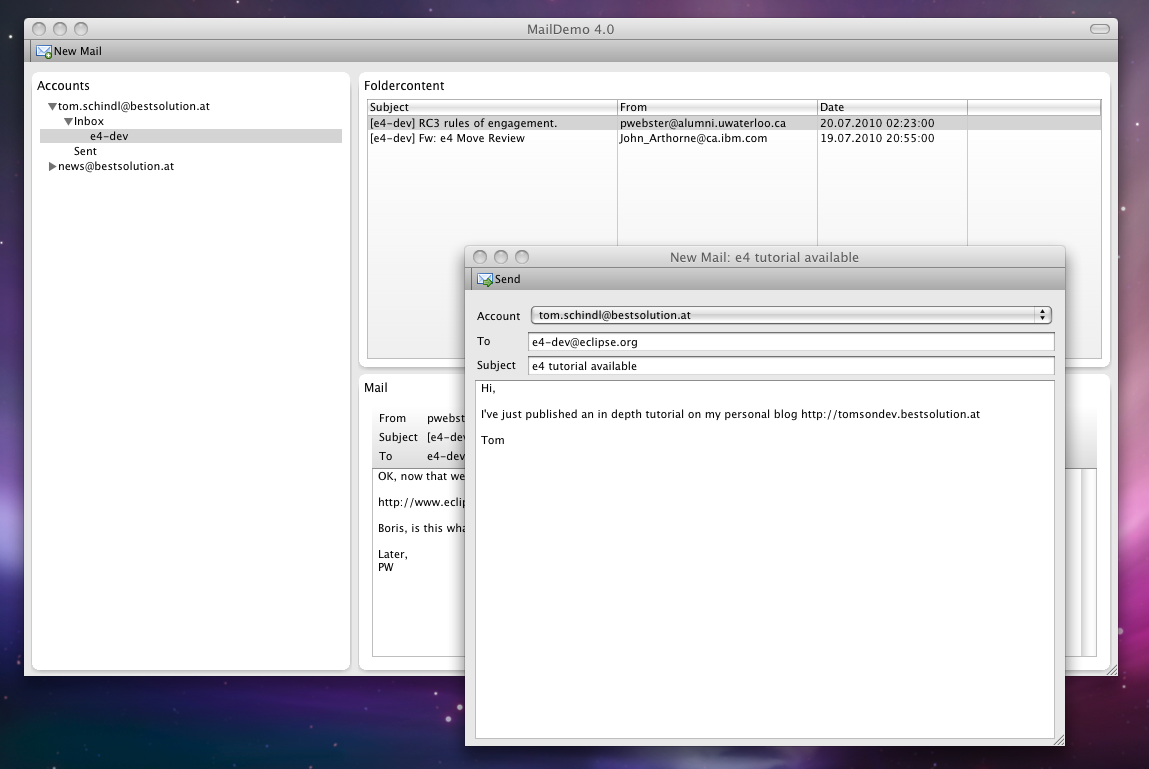 MailDemo 4.0
New Mail
Accounts
tom.schindl@bestsolution.at
Inbox
e4-dev
Sent
news@bestsolution.at
Foldercontent
Subject From Date
[e4-dev] RC3 rules of engagement. pwebster@alumni.uwaterloo.ca 20.07.2010 02:23:00
[e4-dev] Fw: e4 Move Review John_Arthorne@ca.ibm.com 19.07.2010 20:55:00
Mail
From pwebst
Subject [e4-dev
To e4-dev
OK, now that we
http://www.eclip
Boris, is this wha
Later,
PW
New Mail: e4 tutorial available
Send
Account tom.schindl@bestsolution.at
To e4-dev@eclipse.org
Subject e4 tutorial available
Hi,
I've just published an in depth tutorial on my personal blog http://tomsondev.bestsolution.at
Tom